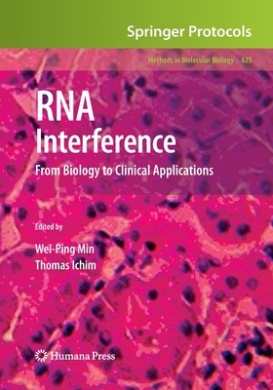 Springer Protocols
Methods in Molecular Biology 623
RNA
Interference
From Biology to Clinical Applications
Edited by
Wei-Ping Min
Thomas Ichim
Humana Press